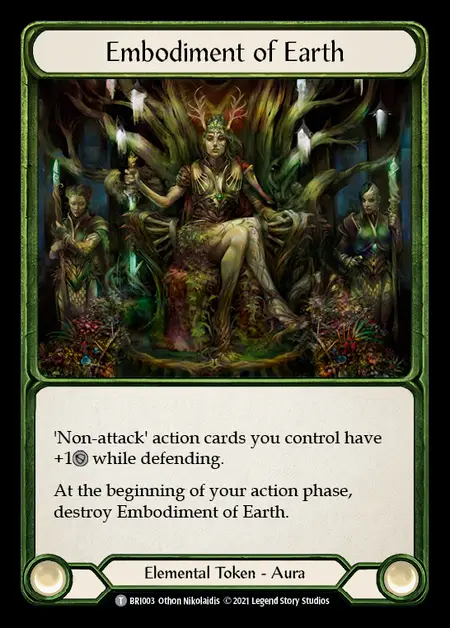 Embodiment of Earth
'Non-attack' action cards you control have
+1 while defending.
At the beginning of your action phase,
destroy Embodiment of Earth.
Elemental Token - Aura
T BRI003 Othon Nikolaidis © 2021 Legend Story Studios